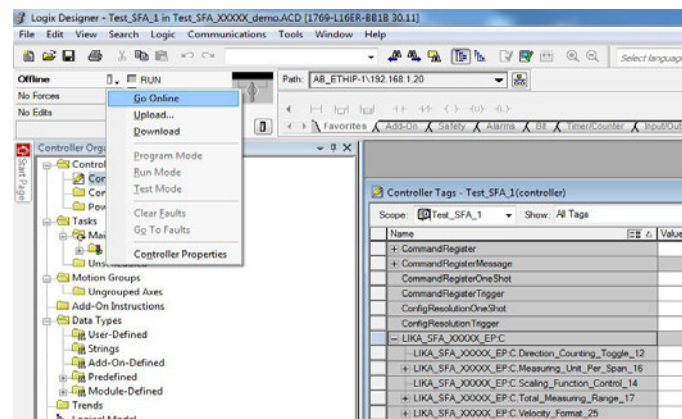 Logix Designer - Test_SFA_1 in Test_SFA_XXXXX_demo.ACD [1769-L16ER-BB1B 30.11]
File Edit View Search Logic Communications Tools Window Help
Select language
Offline RUN Path: AB_ETHIP-1\192.168.1.20
No Forces
No Edits
Go Online
Upload...
Download
Program Mode
Run Mode
Test Mode
Clear Faults
Go To Faults
Controller Properties
Favorites Add-On Safety Alarms Bit Timer/Counter Input/Out
Start Page
Controller Orga
Control
Con
Con
Pow
Tasks
Mai
Unsc
Motion Groups
Ungrouped Axes
Add-On Instructions
Data Types
User-Defined
Strings
Add-On-Defined
Predefined
Module-Defined
Trends
Logical Model
Controller Tags - Test_SFA_1(controller)
Scope: Test_SFA_1 Show: All Tags
Name Value
CommandRegister
CommandRegisterMessage
CommandRegisterOneShot
CommandRegisterTrigger
ConfigResolutionOneShot
ConfigResolutionTrigger
LIKA_SFA_XXXXX_EP:C
LIKA_SFA_XXXXX_EP:C.Direction_Counting_Toggle_12
LIKA_SFA_XXXXX_EP:C.Measuring_Unit_Per_Span_16
LIKA_SFA_XXXXX_EP:C.Scaling_Function_Control_14
LIKA_SFA_XXXXX_EP:C.Total_Measuring_Range_17
LIKA_SFA_XXXXX_EP:C.Velocity_Format_25